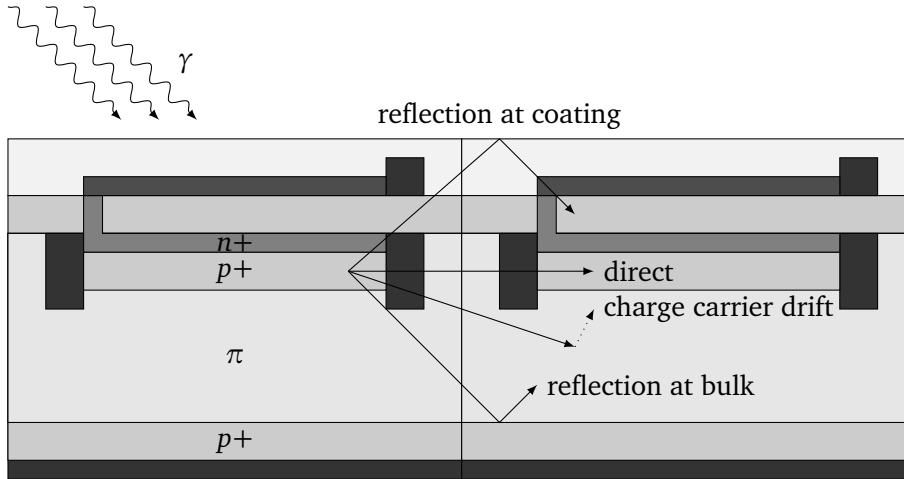 γ
reflection at coating
n+
p+
direct
charge carrier drift
π
reflection at bulk
p+